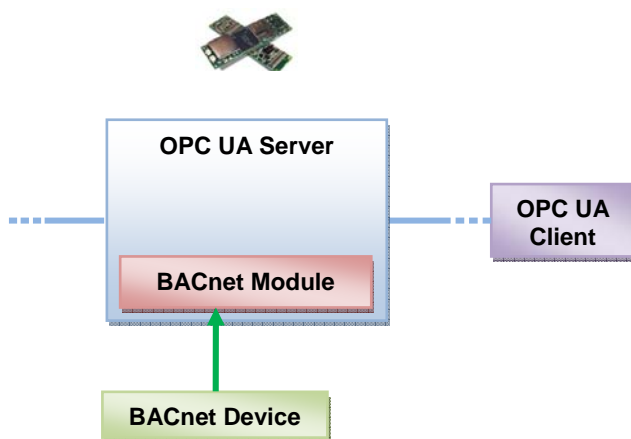 OPC UA Server
OPC UA
Client
BACnet Module
BACnet Device